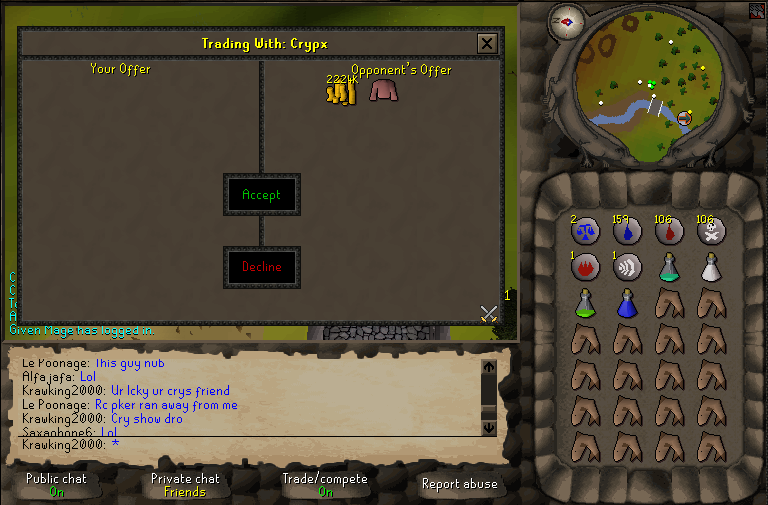 Trading With: Crypx
Your Offer
Opponent's Offer
2224K
Accept
Decline
1
Given Mage has logged in.
Le Poonage: This guy nub
Alfajafa: Lol
Krawking2000: Ur lcky ur crys friend
Le Poonage: Rc pker ran away from me
Krawking2000: Cry show dro
Saxaphone6: Lol
Krawking2000: *
Public chat
On
Private chat
Friends
Trade/compete
On
Report abuse
N
2
159
106
106
1
1